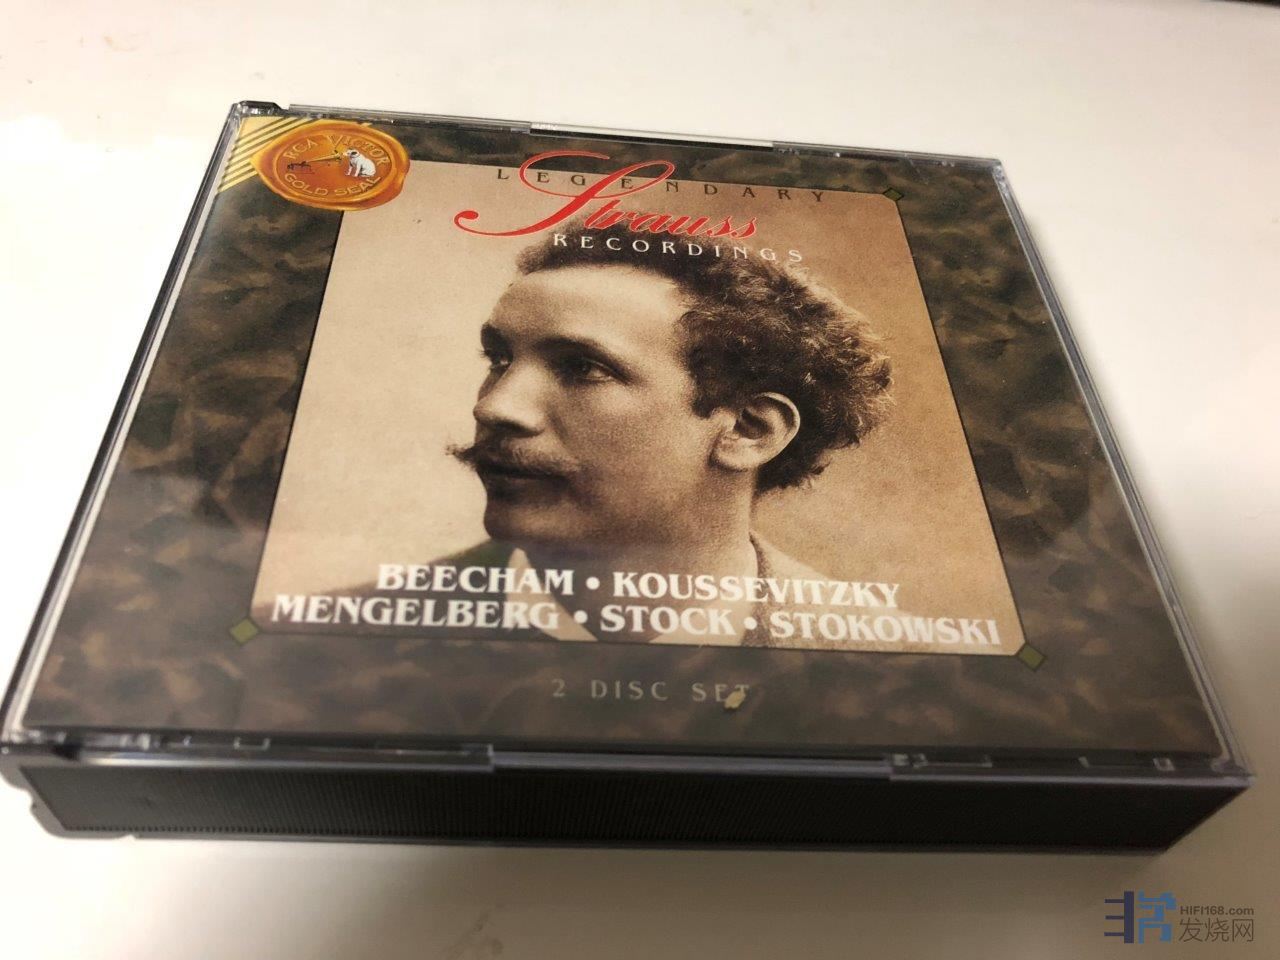 RCA VICTOR
GOLD SEAL
LEGENDARY
Strauss
RECORDINGS
BEECHAM • KOUSSEVITZKY
MENGELBERG • STOCK • STOKOWSKI
2 DISC SET
HIFI168.com
发烧网